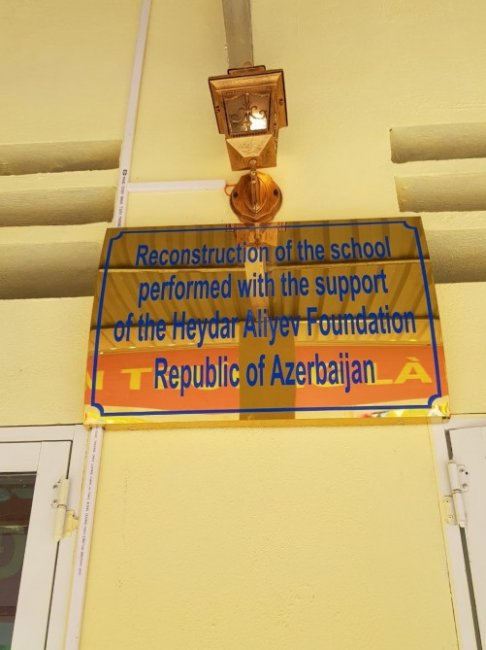 Reconstruction of the school
performed with the support
of the Heydar Aliyev Foundation
Republic of Azerbaijan